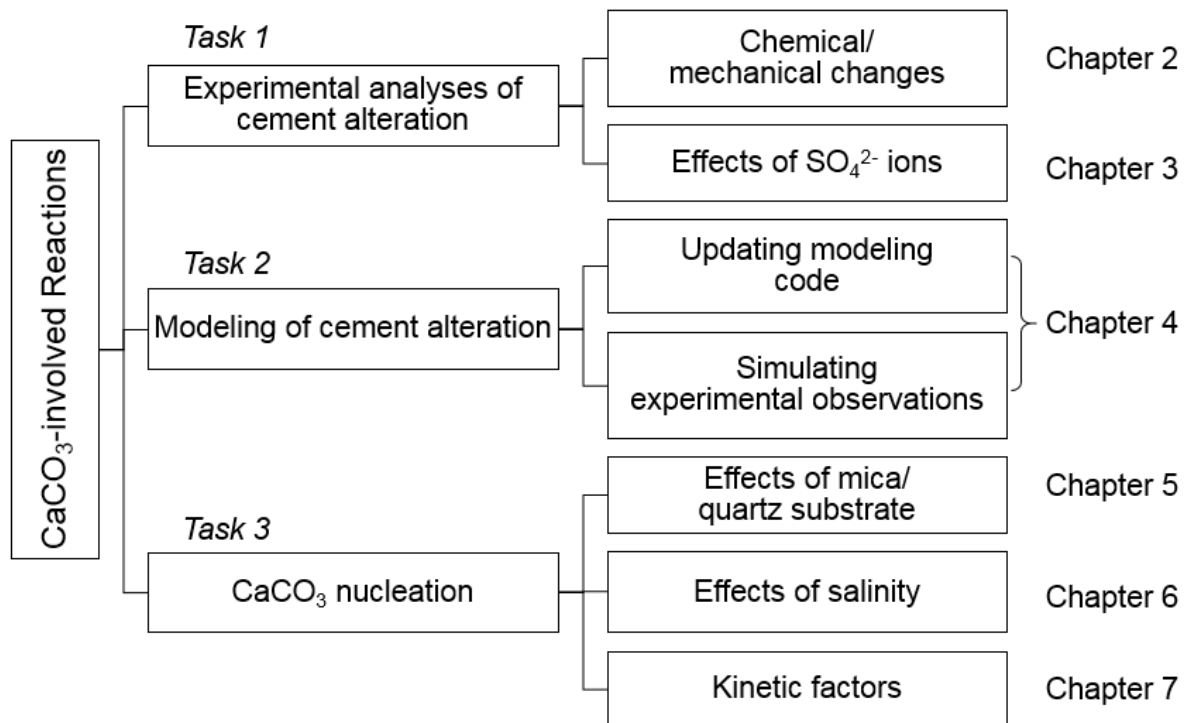 CaCO₃-involved Reactions
Task 1
Experimental analyses of
cement alteration
Chemical/
mechanical changes
Chapter 2
Effects of SO₄²⁻ ions
Chapter 3
Task 2
Modeling of cement alteration
Updating modeling
code
Simulating
experimental observations
Chapter 4
Task 3
CaCO₃ nucleation
Effects of mica/
quartz substrate
Chapter 5
Effects of salinity
Chapter 6
Kinetic factors
Chapter 7